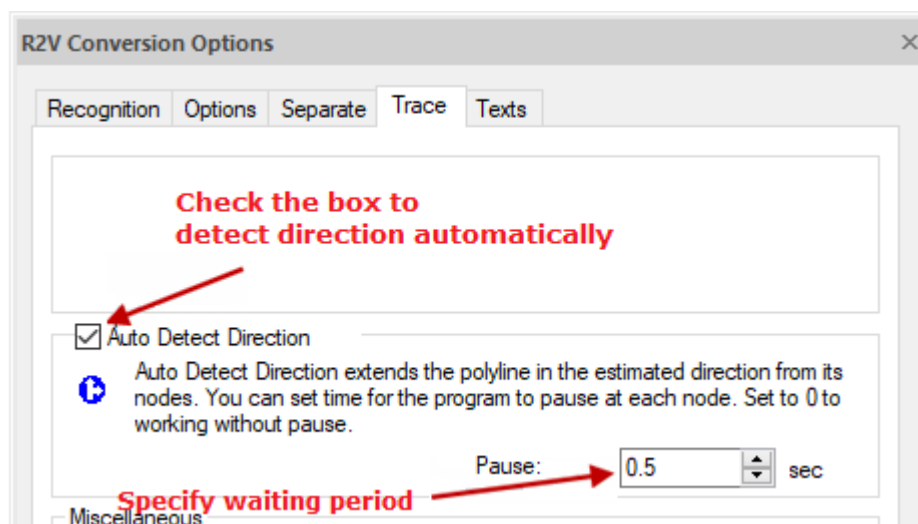 R2V Conversion Options
Recognition Options Separate Trace Texts
Check the box to
detect direction automatically
Auto Detect Direction
Auto Detect Direction extends the polyline in the estimated direction from its
nodes. You can set time for the program to pause at each node. Set to 0 to
working without pause.
Pause: 0.5 sec
Specify waiting period
Miscellaneous